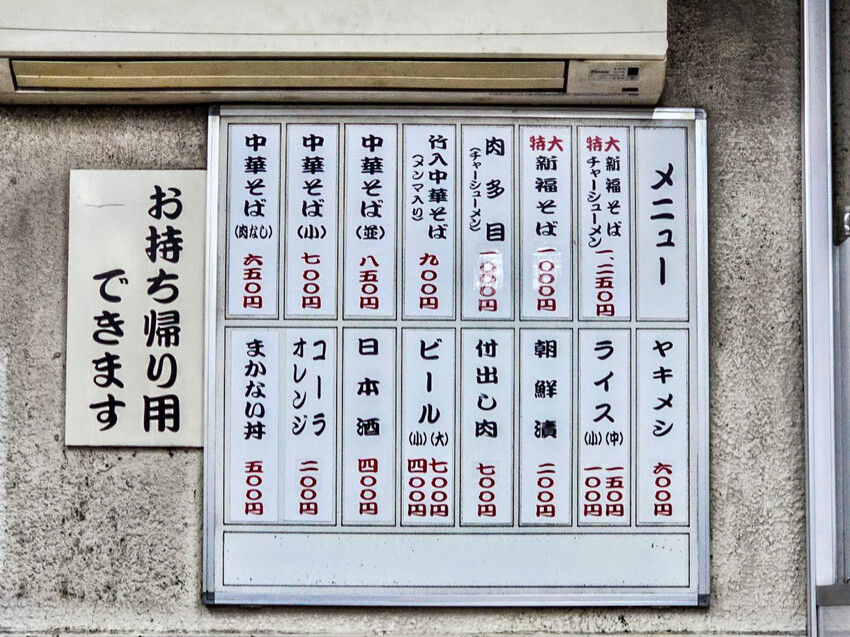 メニュー
特大新福そば
チャーシューメン
一、二五〇円
特大新福そば
一〇〇〇円
肉多目
(チャーシューメン)
一〇〇〇円
竹入中華そば
(メンマ入り)
九〇〇円
中華そば(並)
八五〇円
中華そば(小)
七〇〇円
中華そば(肉なし)
六五〇円
ヤキメシ
六〇〇円
ライス
(中)一五〇円
(小)一〇〇円
朝鮮漬
二〇〇円
付出し肉
七〇〇円
ビール
(大)七〇〇円
(小)四〇〇円
日本酒
四〇〇円
コーラ
オレンジ
二〇〇円
まかない丼
五〇〇円
お持ち帰り用
できます